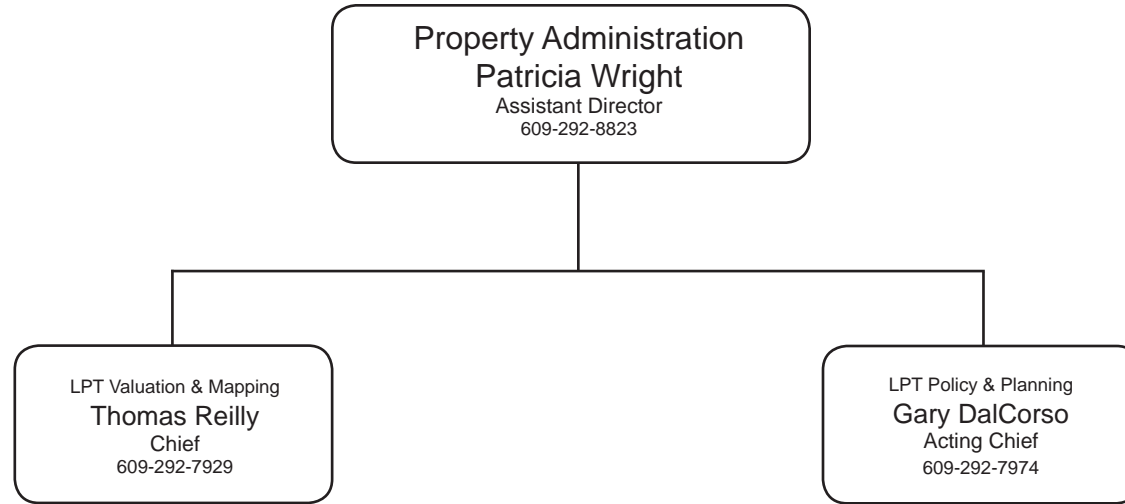 Property Administration
Patricia Wright
Assistant Director
609-292-8823
LPT Valuation & Mapping
Thomas Reilly
Chief
609-292-7929
LPT Policy & Planning
Gary DalCorso
Acting Chief
609-292-7974